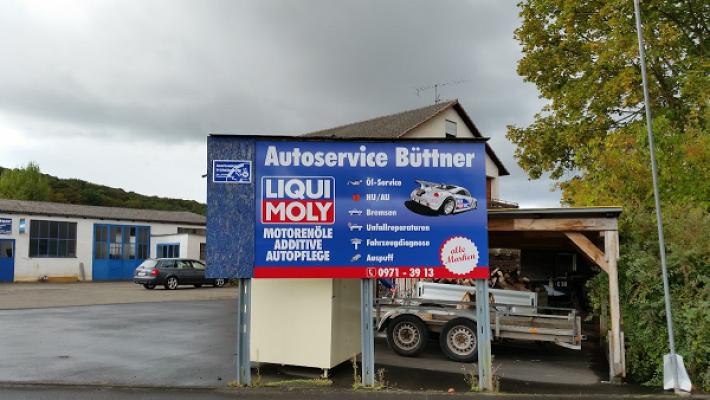 Autoservice Büttner
LIQUI
MOLY
MOTORENÖLE
ADDITIVE
AUTOPFLEGE
Öl-Service
HU/AU
Bremsen
Unfallreparaturen
Fahrzeugdiagnose
Auspuff
alle
Marken
0971 - 39 13